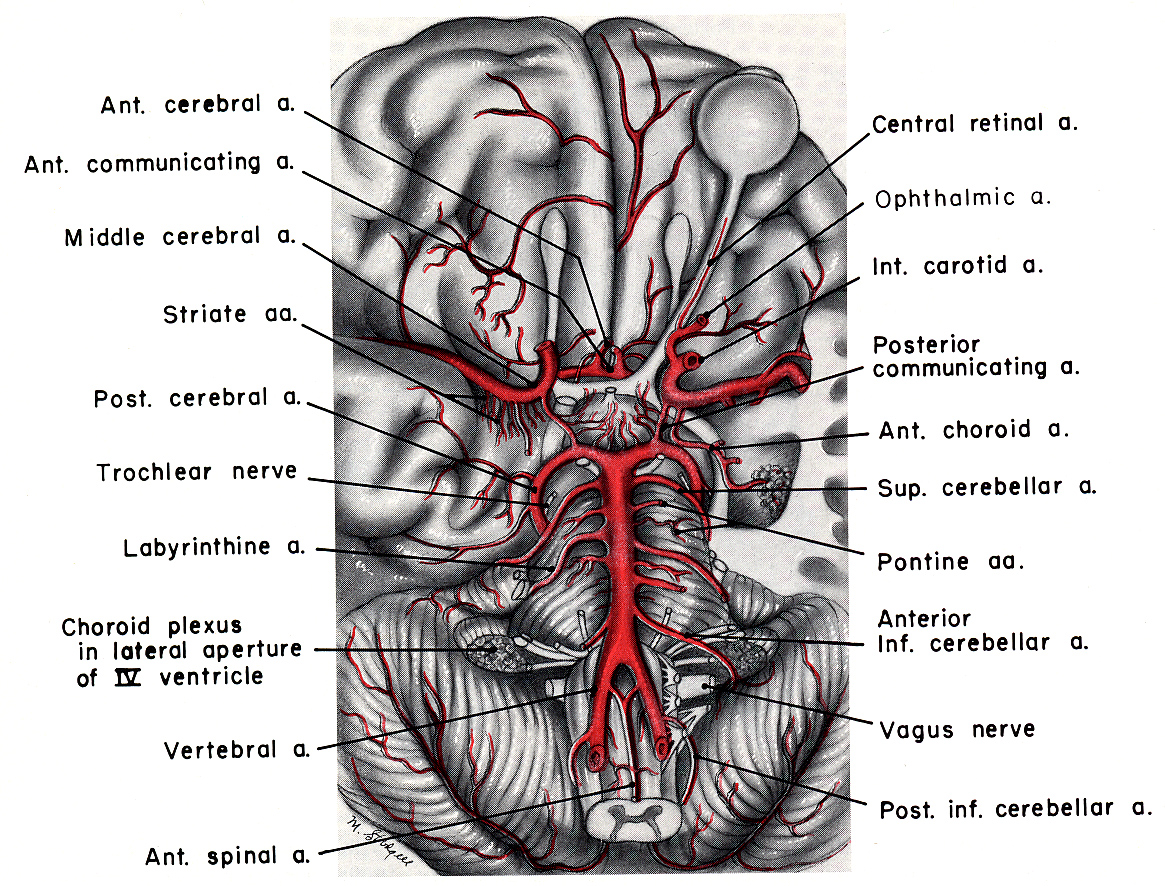 Ant. cerebral a.
Ant. communicating a.
Middle cerebral a.
Striate aa.
Post. cerebral a.
Trochlear nerve
Labyrinthine a.
Choroid plexus
in lateral aperture
of IV ventricle
Vertebral a.
Ant. spinal a.
Central retinal a.
Ophthalmic a.
Int. carotid a.
Posterior
communicating a.
Ant. choroid a.
Sup. cerebellar a.
Pontine aa.
Anterior
Inf. cerebellar a.
Vagus nerve
Post. inf. cerebellar a.